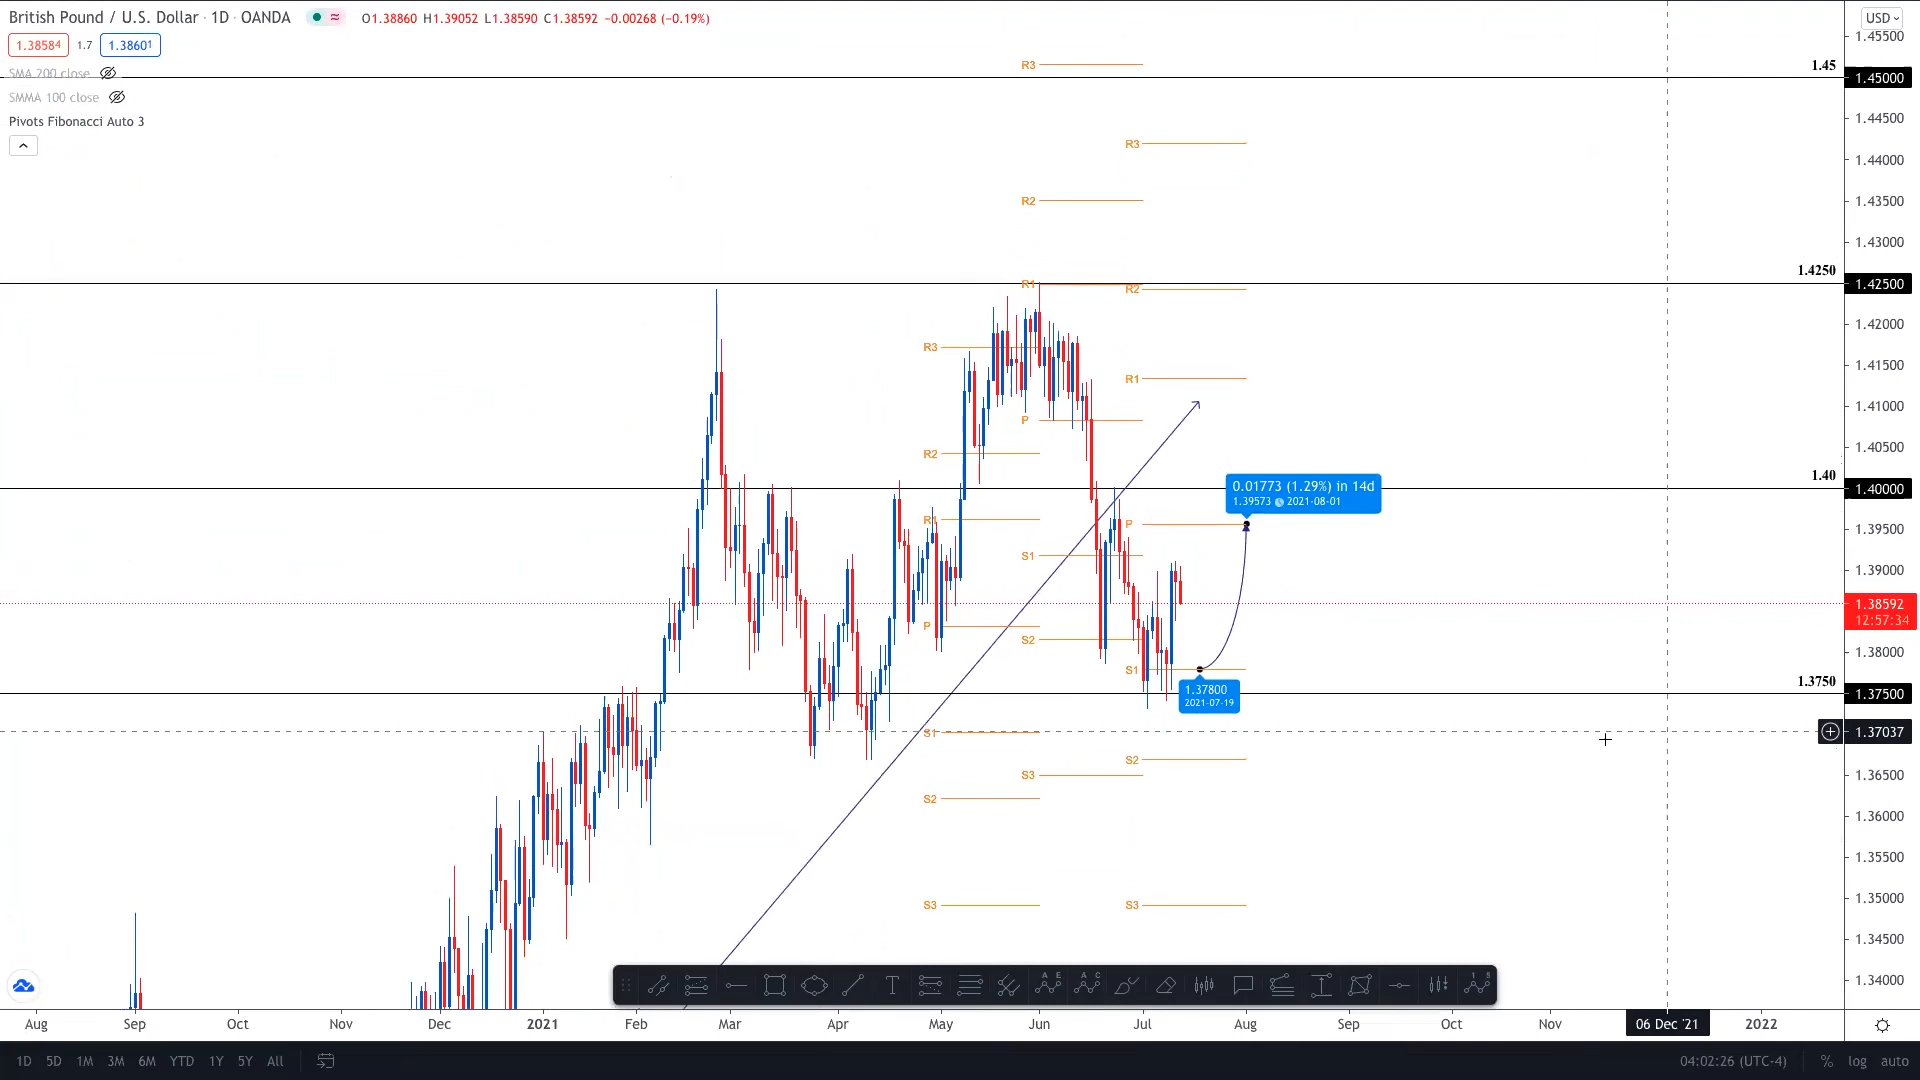 British Pound / U.S. Dollar · 1D · OANDA ≈ O1.38860 H1.39052 L1.38590 C1.38592 −0.00268 (−0.19%)
USD
1.38584 1.7 1.38601
SMA 200 close
SMMA 100 close
Pivots Fibonacci Auto 3
1.45500
R3
1.45
1.45000
1.44500
R3
1.44000
R2
1.43500
1.43000
1.4250
R1
1.42500
R2
1.42000
R3
1.41500
R1
1.41000
P
1.40500
R2
1.40
1.40000
0.01773 (1.29%) in 14d
1.39573 2021-08-01
R1
P
1.39500
S1
1.39000
1.38592
12:57:34
P
S2
1.38000
S1
1.3750
1.37800
2021-07-19
1.37500
S1
1.37037
S2
S3
1.36500
S2
1.36000
1.35500
S3
S3
1.35000
1.34500
1.34000
A E
A C
T
1 5
Aug Sep Oct Nov Dec 2021 Feb Mar Apr May Jun Jul Aug Sep Oct Nov 06 Dec '21 2022
1D 5D 1M 3M 6M YTD 1Y 5Y All
04:02:26 (UTC-4) % log auto